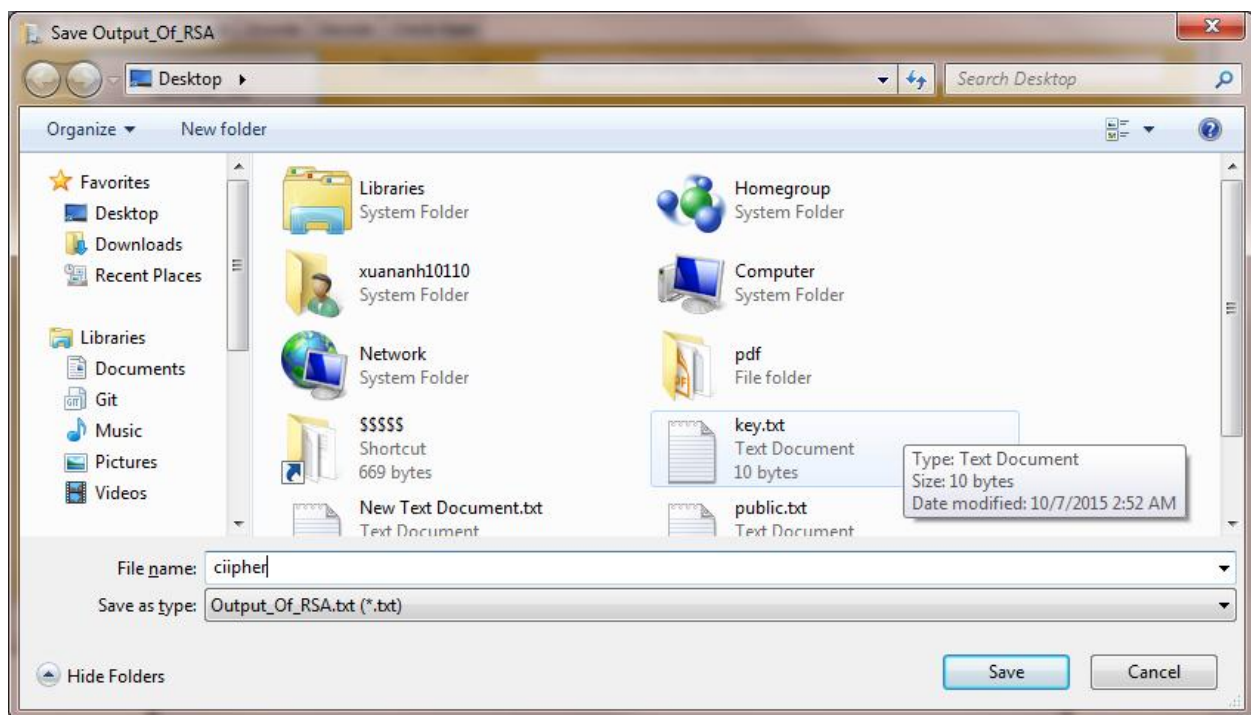 Save Output_Of_RSA
Desktop
Search Desktop
Organize
New folder
Favorites
Desktop
Downloads
Recent Places
Libraries
Documents
Git
Music
Pictures
Videos
Libraries
System Folder
Homegroup
System Folder
xuananh10110
System Folder
Computer
System Folder
Network
System Folder
pdf
File folder
$$$$$
Shortcut
669 bytes
key.txt
Text Document
10 bytes
New Text Document.txt
Text Document
public.txt
Text Document
Type: Text Document
Size: 10 bytes
Date modified: 10/7/2015 2:52 AM
File name: ciipher
Save as type: Output_Of_RSA.txt (*.txt)
Hide Folders
Save
Cancel